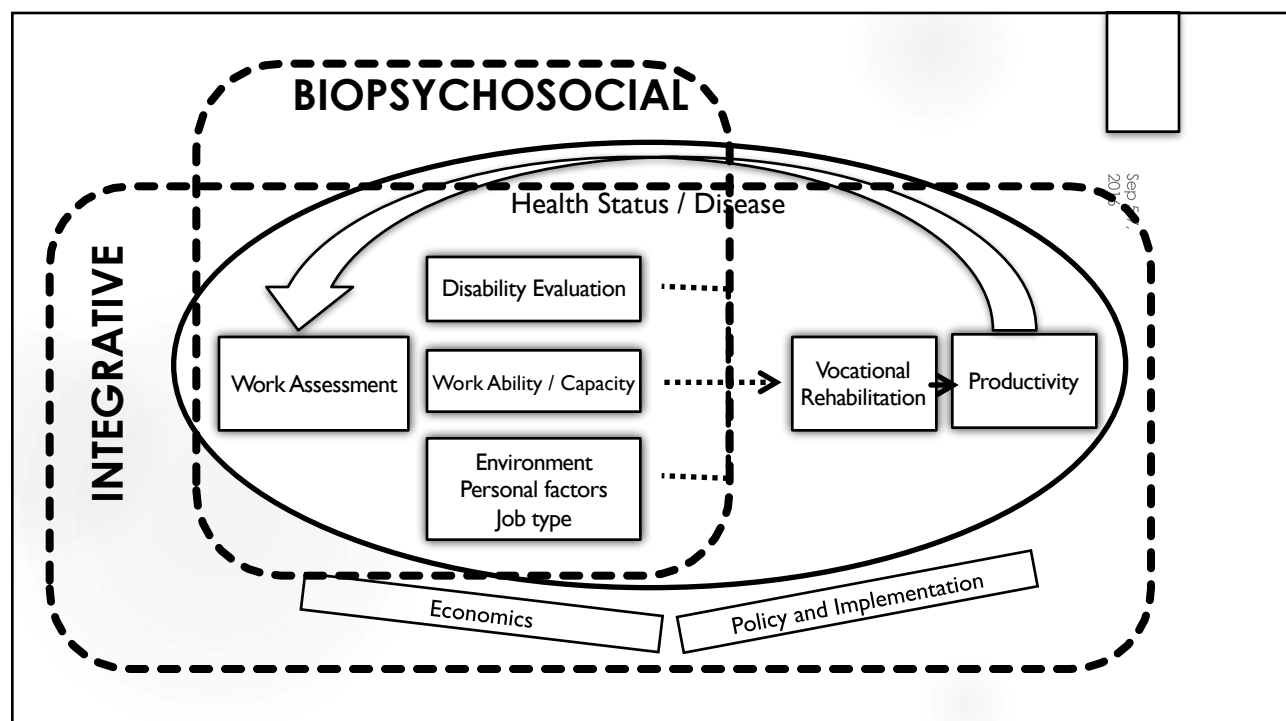 BIOPSYCHOSOCIAL
INTEGRATIVE
Health Status / Disease
Disability Evaluation
Work Assessment
Work Ability / Capacity
Vocational
Rehabilitation
Productivity
Environment
Personal factors
Job type
Economics
Policy and Implementation
Sep